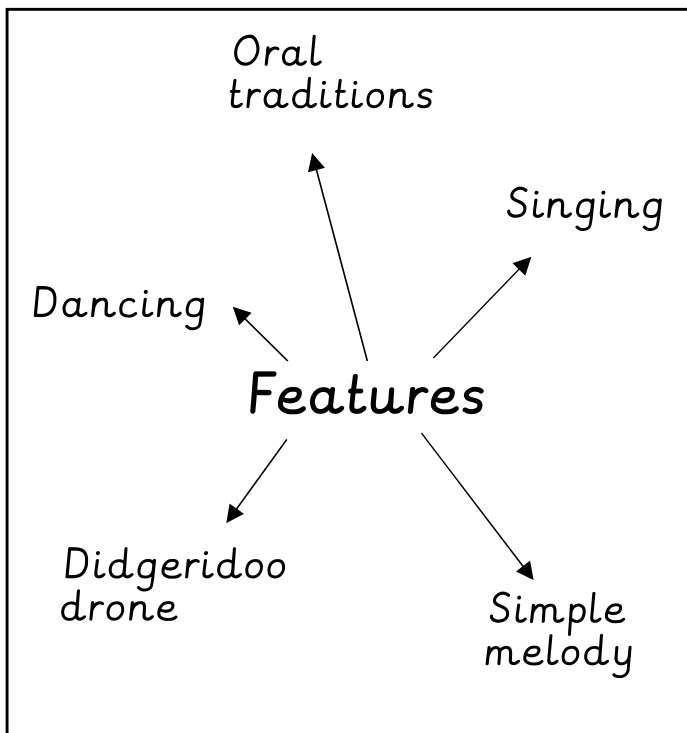 Oral
traditions
Singing
Dancing
Features
Didgeridoo
drone
Simple
melody